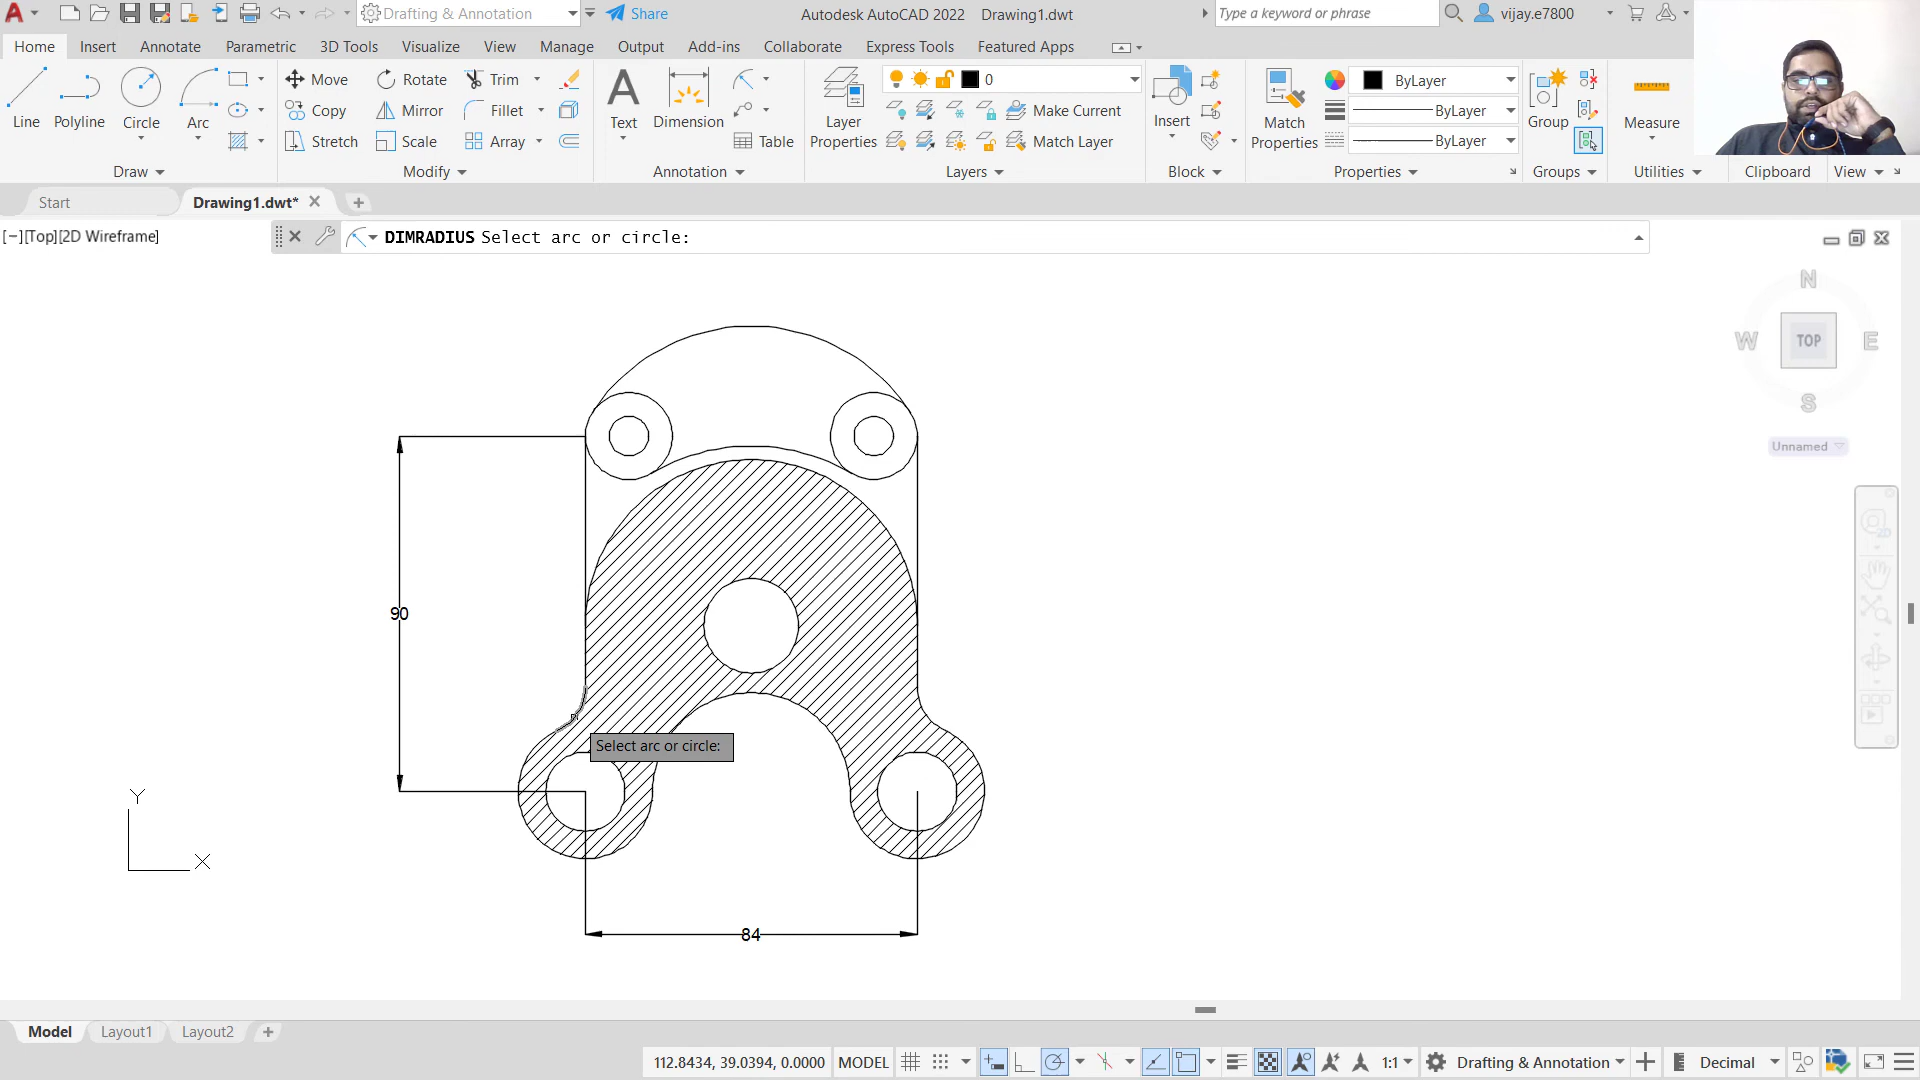 Drafting & Annotation
Share
Autodesk AutoCAD 2022 Drawing1.dwt
Type a keyword or phrase
vijay.e7800
Home Insert Annotate Parametric 3D Tools Visualize View Manage Output Add-ins Collaborate Express Tools Featured Apps
Line Polyline Circle Arc
Move Rotate Trim
Copy Mirror Fillet
Stretch Scale Array
Text Dimension Table
Layer Properties
0
Make Current
Match Layer
Insert
Match Properties
ByLayer
ByLayer
ByLayer
Group
Measure
Draw Modify Annotation Layers Block Properties Groups Utilities Clipboard View
Start Drawing1.dwt*
[−][Top][2D Wireframe]
DIMRADIUS Select arc or circle:
N
W TOP E
S
Unnamed
90
Select arc or circle:
Y
X
84
Model Layout1 Layout2
112.8434, 39.0394, 0.0000 MODEL 1:1 Drafting & Annotation Decimal